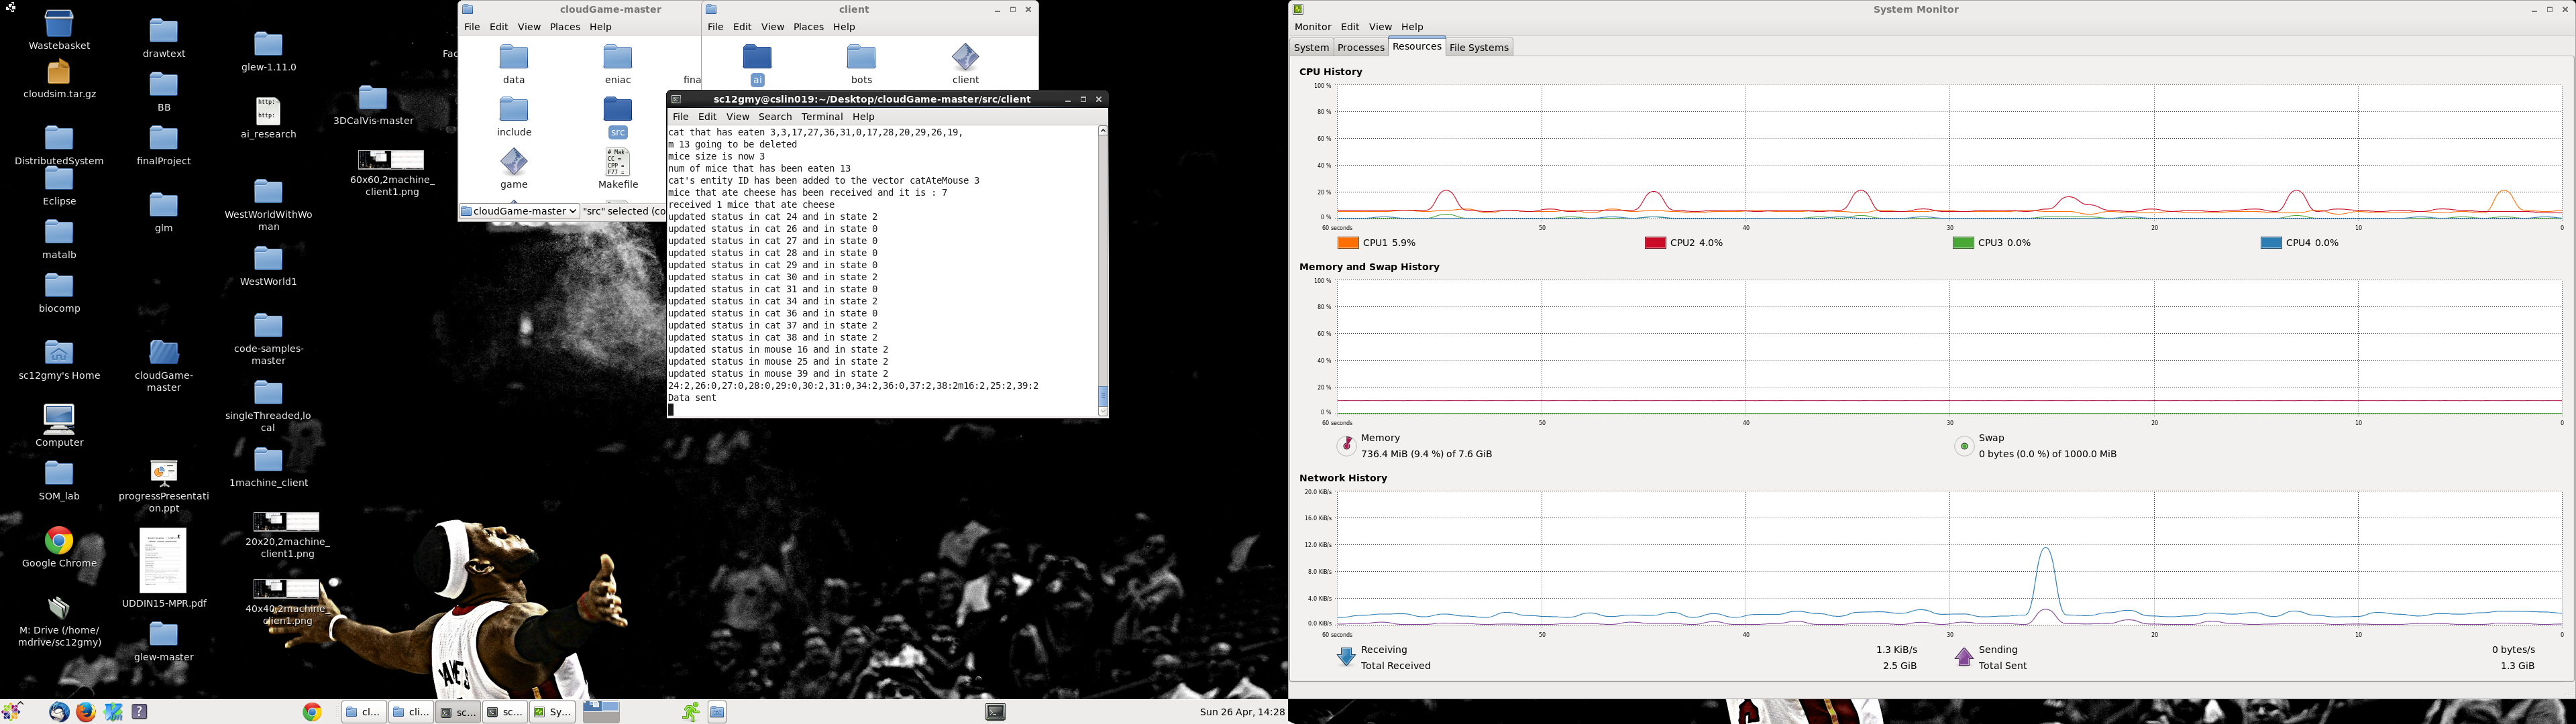 Wastebasket
cloudsim.tar.gz
DistributedSystem
Eclipse
matalb
biocomp
sc12gmy's Home
Computer
SOM_lab
Google Chrome
M: Drive (/home/
mdrive/sc12gmy)
drawtext
BB
finalProject
glm
cloudGame-
master
progressPresentati
on.ppt
UDDIN15-MPR.pdf
glew-master
glew-1.11.0
http:
http:
ai_research
WestWorldWithWo
man
WestWorld1
code-samples-
master
singleThreaded,lo
cal
1machine_client
20x20,2machine_
client1.png
40x40,2machine_
client1.png
3DCalVis-master
60x60,2machine_
client1.png
Fac
cloudGame-master
File Edit View Places Help
data
eniac
fina
include
src
game
# Mak
CC =
CPP =
F77 =
Makefile
cloudGame-master
"src" selected (co
client
File Edit View Places Help
ai
bots
client
sc12gmy@cslin019:~/Desktop/cloudGame-master/src/client
File Edit View Search Terminal Help
cat that has eaten 3,3,17,27,36,31,0,17,28,20,29,26,19,
m 13 going to be deleted
mice size is now 3
num of mice that has been eaten 13
cat's entity ID has been added to the vector catAteMouse 3
mice that ate cheese has been received and it is : 7
received 1 mice that ate cheese
updated status in cat 24 and in state 2
updated status in cat 26 and in state 0
updated status in cat 27 and in state 0
updated status in cat 28 and in state 0
updated status in cat 29 and in state 0
updated status in cat 30 and in state 2
updated status in cat 31 and in state 0
updated status in cat 34 and in state 2
updated status in cat 36 and in state 0
updated status in cat 37 and in state 2
updated status in cat 38 and in state 2
updated status in mouse 16 and in state 2
updated status in mouse 25 and in state 2
updated status in mouse 39 and in state 2
24:2,26:0,27:0,28:0,29:0,30:2,31:0,34:2,36:0,37:2,38:2m16:2,25:2,39:2
Data sent
System Monitor
Monitor Edit View Help
System Processes Resources File Systems
CPU History
100 %
80 %
60 %
40 %
20 %
0 %
60 seconds 50 40 30 20 10 0
CPU1 5.9% CPU2 4.0% CPU3 0.0% CPU4 0.0%
Memory and Swap History
100 %
80 %
60 %
40 %
20 %
0 %
60 seconds 50 40 30 20 10 0
Memory
736.4 MiB (9.4 %) of 7.6 GiB
Swap
0 bytes (0.0 %) of 1000.0 MiB
Network History
20.0 KiB/s
16.0 KiB/s
12.0 KiB/s
8.0 KiB/s
4.0 KiB/s
0.0 KiB/s
60 seconds 50 40 30 20 10 0
Receiving 1.3 KiB/s
Total Received 2.5 GiB
Sending 0 bytes/s
Total Sent 1.3 GiB
cl... cli... sc... sc... Sy...
Sun 26 Apr, 14:28